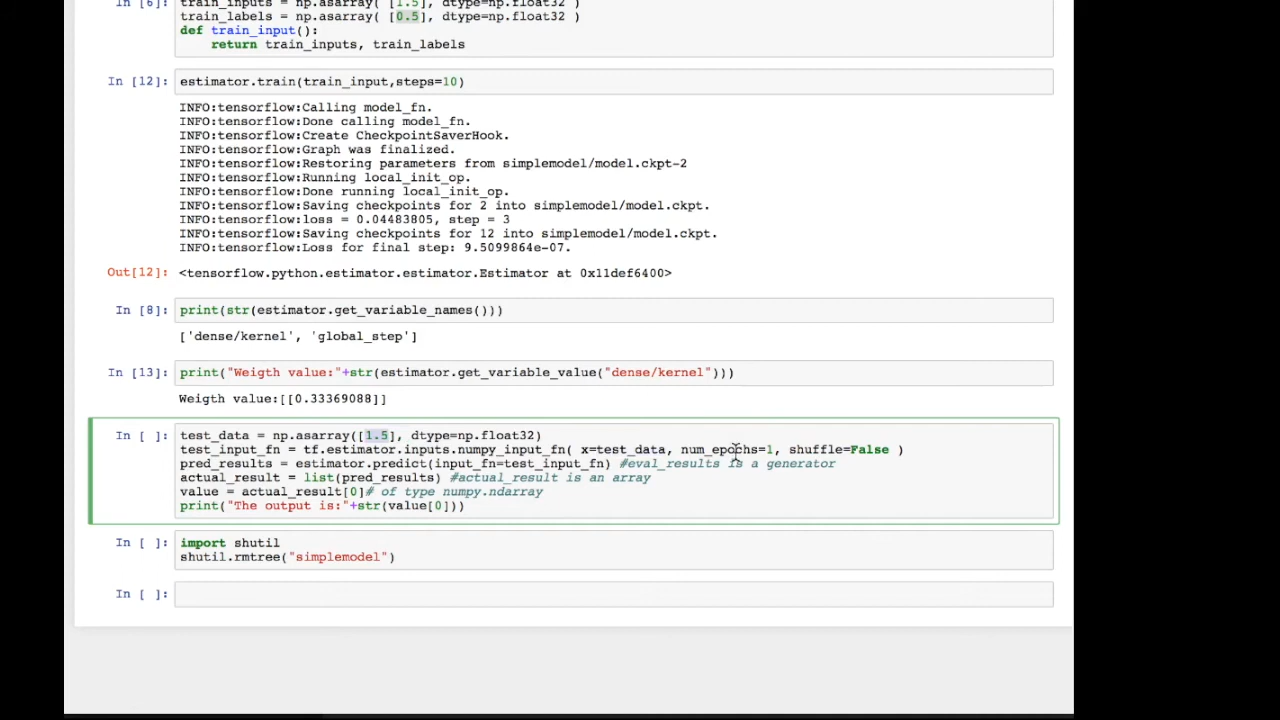 In [6]: train_inputs = np.asarray( [1.5], dtype=np.float32 )
train_labels = np.asarray( [0.5], dtype=np.float32 )
def train_input():
return train_inputs, train_labels
In [12]: estimator.train(train_input,steps=10)
INFO:tensorflow:Calling model_fn.
INFO:tensorflow:Done calling model_fn.
INFO:tensorflow:Create CheckpointSaverHook.
INFO:tensorflow:Graph was finalized.
INFO:tensorflow:Restoring parameters from simplemodel/model.ckpt-2
INFO:tensorflow:Running local_init_op.
INFO:tensorflow:Done running local_init_op.
INFO:tensorflow:Saving checkpoints for 2 into simplemodel/model.ckpt.
INFO:tensorflow:loss = 0.04483805, step = 3
INFO:tensorflow:Saving checkpoints for 12 into simplemodel/model.ckpt.
INFO:tensorflow:Loss for final step: 9.5099864e-07.
Out[12]: <tensorflow.python.estimator.estimator.Estimator at 0x11def6400>
In [8]: print(str(estimator.get_variable_names()))
['dense/kernel', 'global_step']
In [13]: print("Weigth value:"+str(estimator.get_variable_value("dense/kernel")))
Weigth value:[[0.33369088]]
In [ ]: test_data = np.asarray([1.5], dtype=np.float32)
test_input_fn = tf.estimator.inputs.numpy_input_fn( x=test_data, num_epochs=1, shuffle=False )
pred_results = estimator.predict(input_fn=test_input_fn) #eval_results is a generator
actual_result = list(pred_results) #actual_result is an array
value = actual_result[0]# of type numpy.ndarray
print("The output is:"+str(value[0]))
In [ ]: import shutil
shutil.rmtree("simplemodel")
In [ ]: